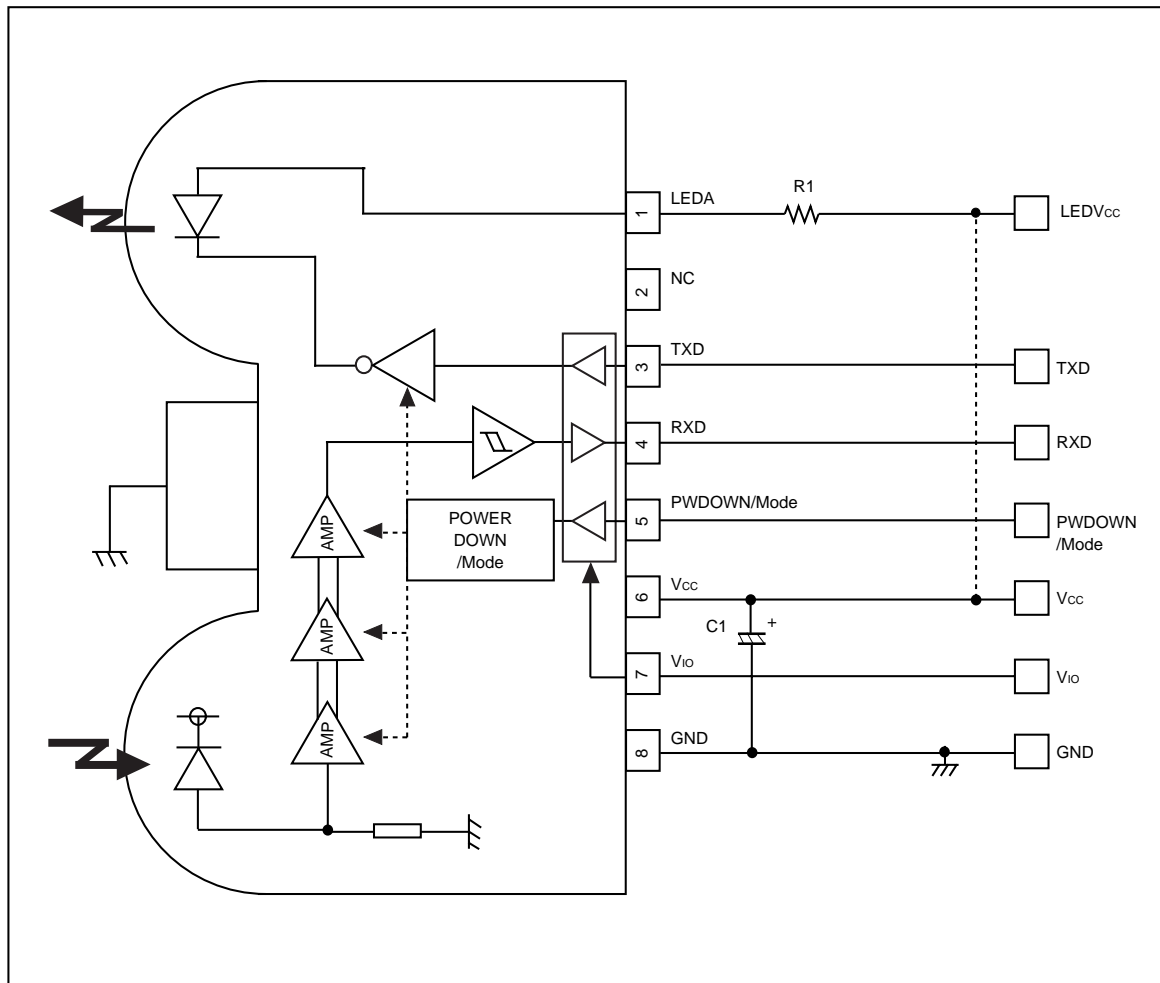 R1
1
LEDA
LEDVcc
2
NC
3
TXD
TXD
4
RXD
RXD
AMP
POWER
DOWN
/Mode
5
PWDOWN/Mode
PWDOWN
/Mode
AMP
6
VCC
C1
+
Vcc
AMP
7
VIO
VIO
8
GND
GND